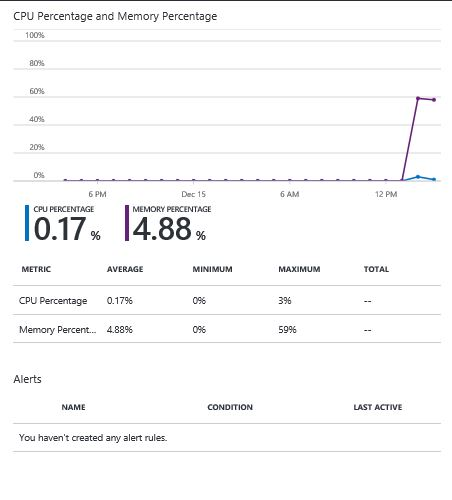 CPU Percentage and Memory Percentage
100%
80%
60%
40%
20%
0%
6 PM Dec 15 6 AM 12 PM
CPU PERCENTAGE MEMORY PERCENTAGE
0.17 % 4.88 %
METRIC AVERAGE MINIMUM MAXIMUM TOTAL
CPU Percentage 0.17% 0% 3% --
Memory Percent... 4.88% 0% 59% --
Alerts
NAME CONDITION LAST ACTIVE
You haven't created any alert rules.